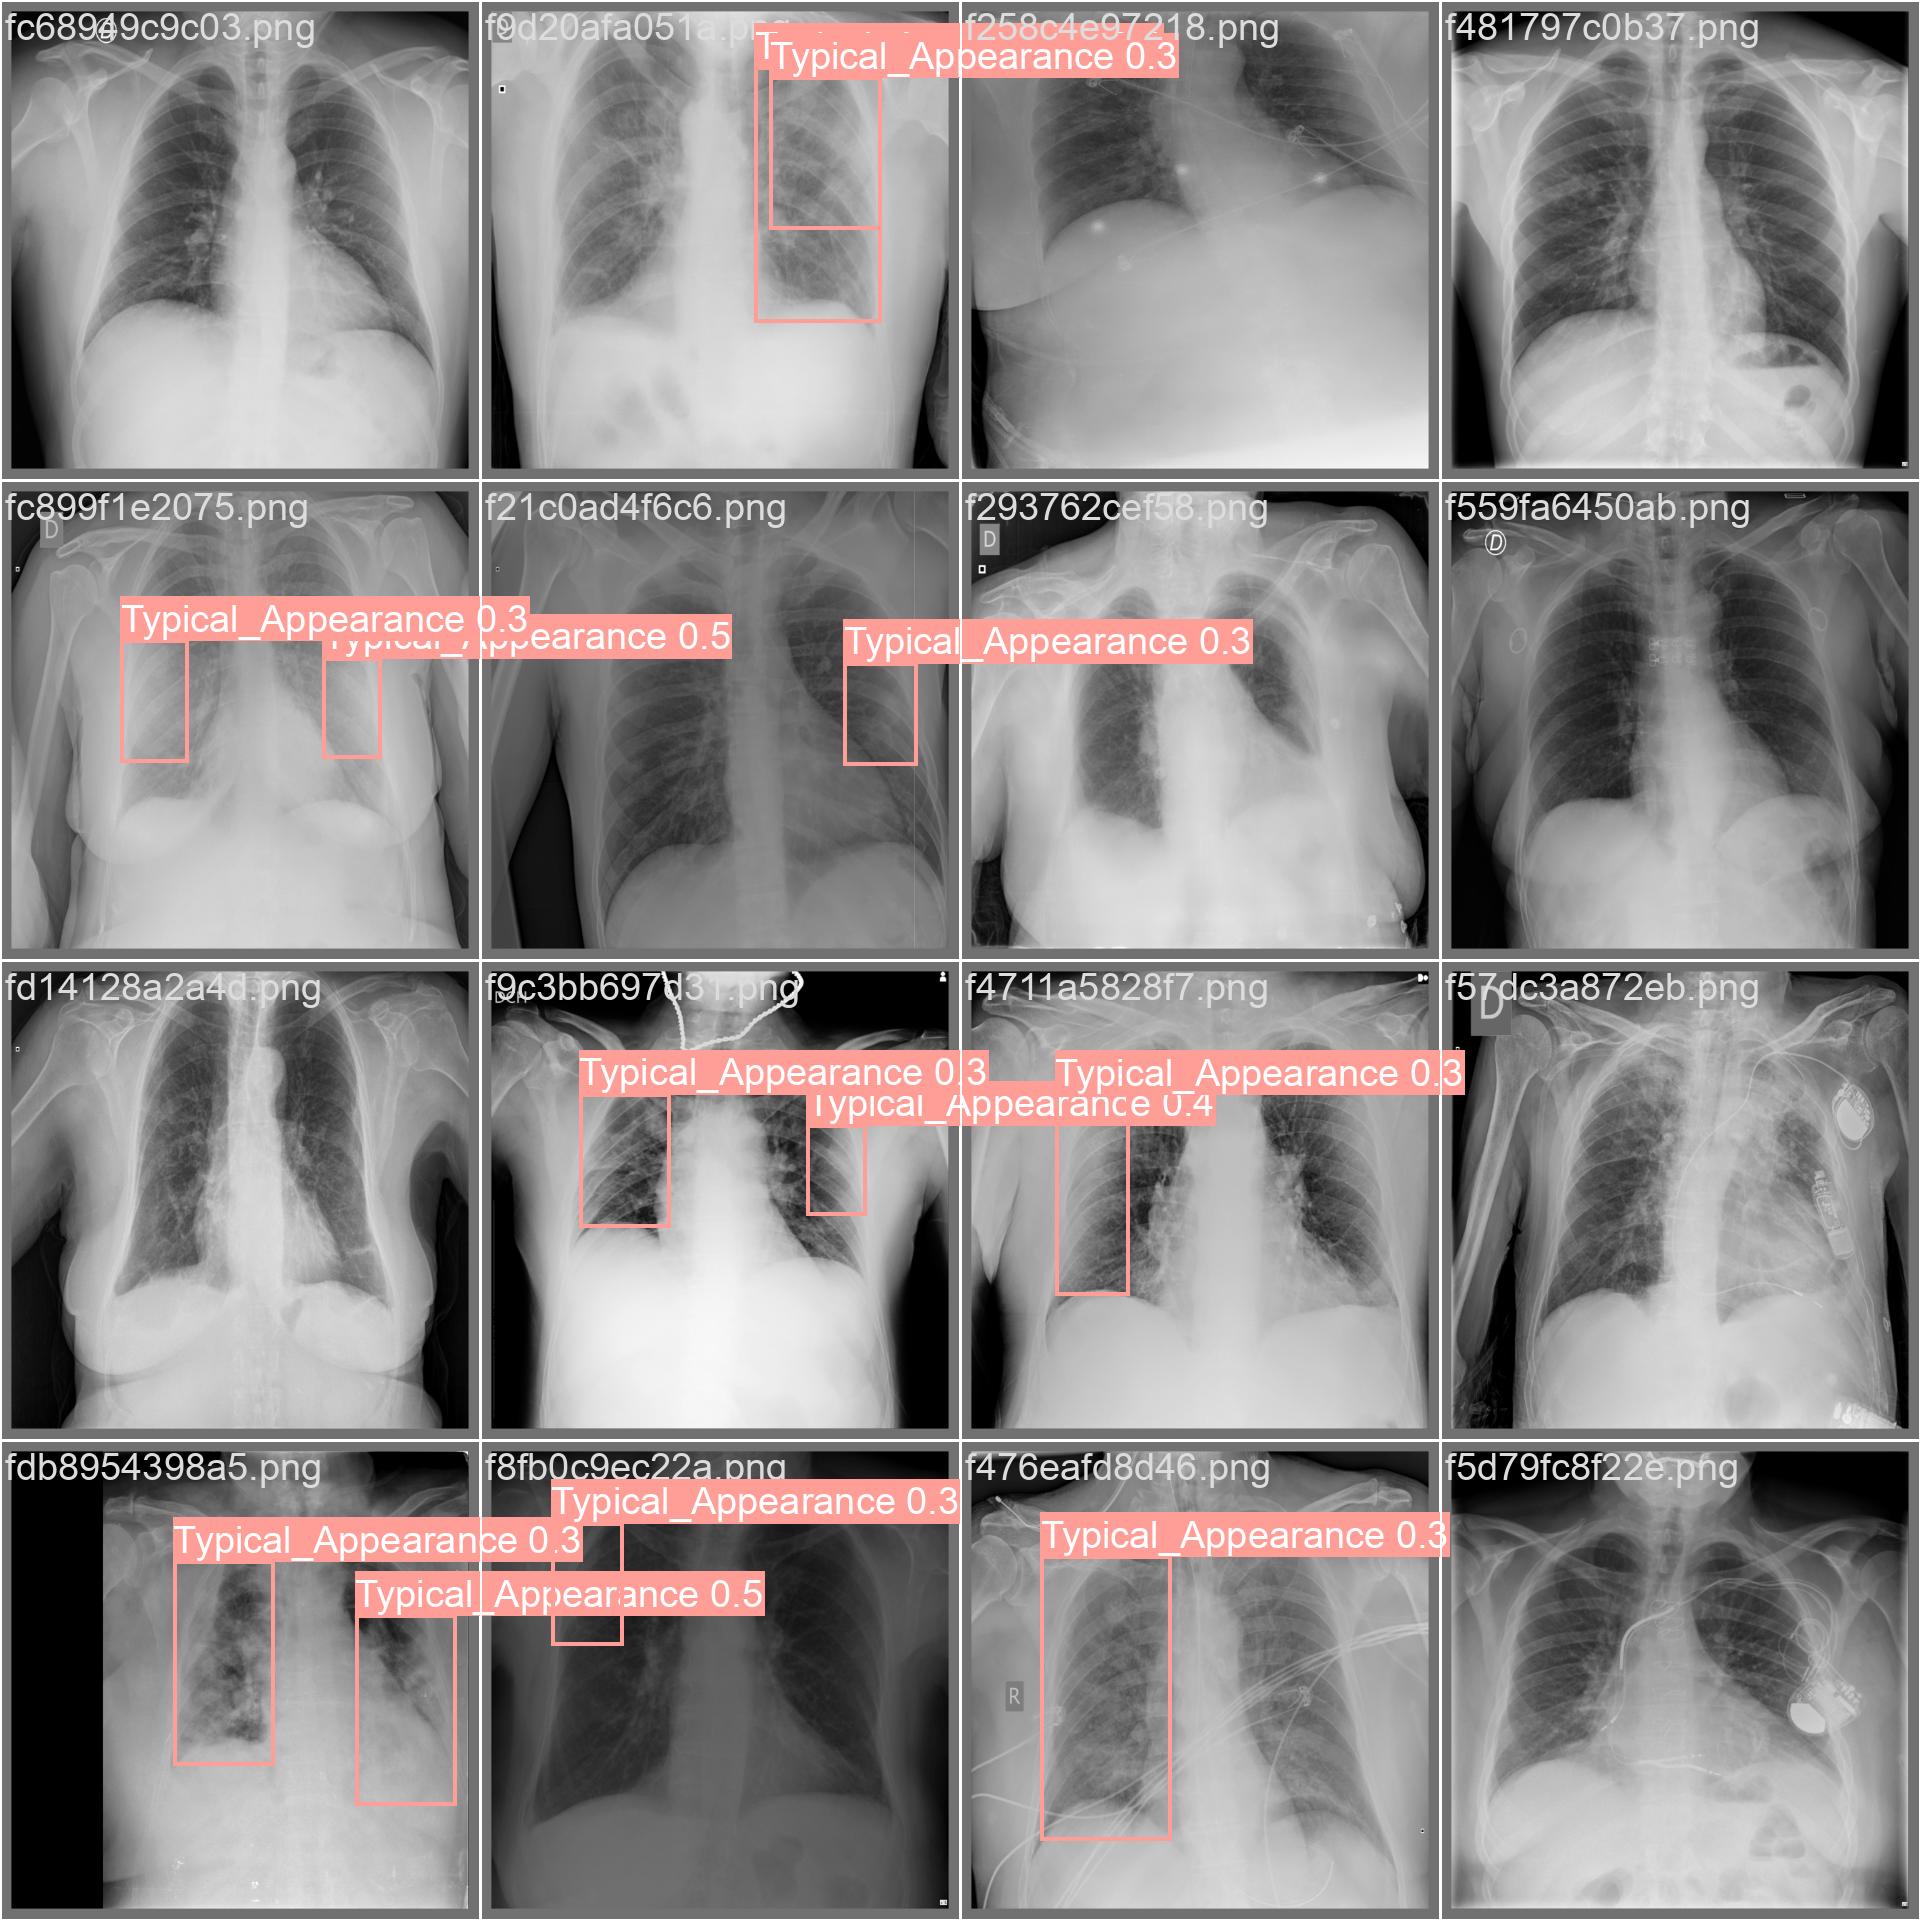 fc68949c9c03.png
f9d20afa051a.png
f258c4e97218.png
f481797c0b37.png
Typical_Appearance 0.3
fc899f1e2075.png
D
f21c0ad4f6c6.png
f293762cef58.png
D
f559fa6450ab.png
D
Typical_Appearance 0.3
Typical_Appearance 0.5
Typical_Appearance 0.3
fd14128a2a4d.png
f9c3bb697d31.png
f4711a5828f7.png
f57dc3a872eb.png
D
Typical_Appearance 0.3
Typical_Appearance 0.4
Typical_Appearance 0.3
fdb8954398a5.png
f8fb0c9ec22a.png
f476eafd8d46.png
f5d79fc8f22e.png
Typical_Appearance 0.3
Typical_Appearance 0.5
Typical_Appearance 0.3
Typical_Appearance 0.3
R